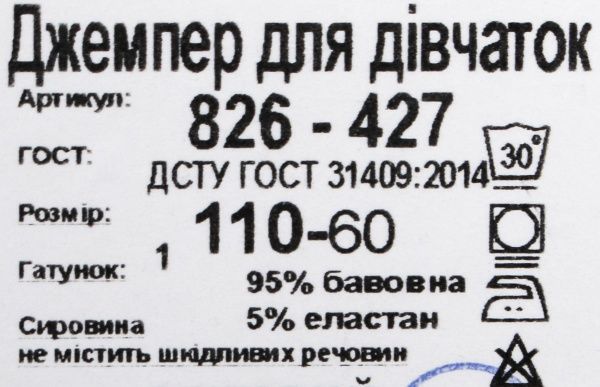 Джемпер для дівчаток
Артикул: 826 - 427
ГОСТ: ДСТУ ГОСТ 31409:2014
30°
Розмір: 110-60
Гатунок: 1
95% бавовна
5% еластан
Сировина
не містить шкідливих речовин